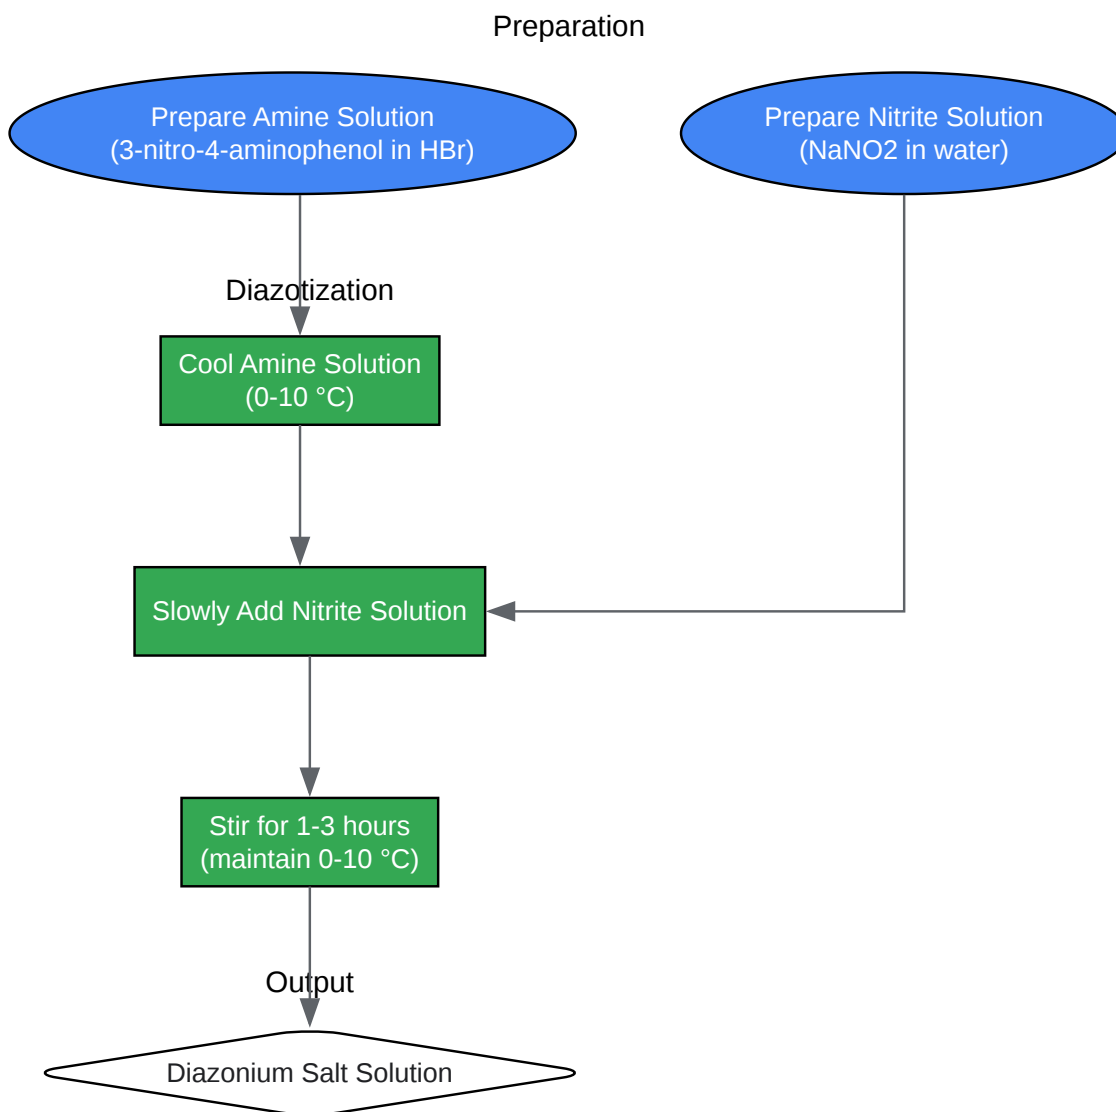 Preparation
Prepare Amine Solution
(3-nitro-4-aminophenol in HBr)
Prepare Nitrite Solution
(NaNO2 in water)
Diazotization
Cool Amine Solution
(0-10 °C)
Slowly Add Nitrite Solution
Stir for 1-3 hours
(maintain 0-10 °C)
Output
Diazonium Salt Solution